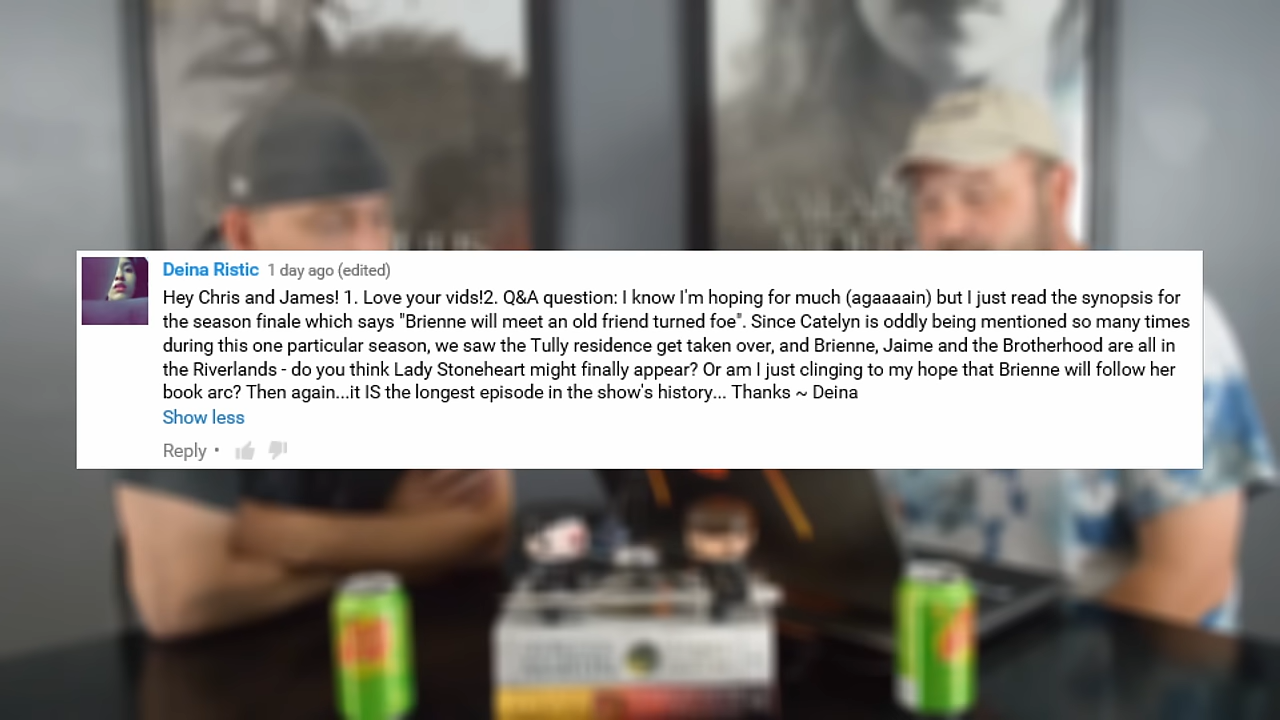 Deina Ristic 1 day ago (edited)
Hey Chris and James! 1. Love your vids!2. Q&A question: I know I'm hoping for much (agaaaain) but I just read the synopsis for
the season finale which says "Brienne will meet an old friend turned foe". Since Catelyn is oddly being mentioned so many times
during this one particular season, we saw the Tully residence get taken over, and Brienne, Jaime and the Brotherhood are all in
the Riverlands - do you think Lady Stoneheart might finally appear? Or am I just clinging to my hope that Brienne will follow her
book arc? Then again...it IS the longest episode in the show's history... Thanks ~ Deina
Show less
Reply •